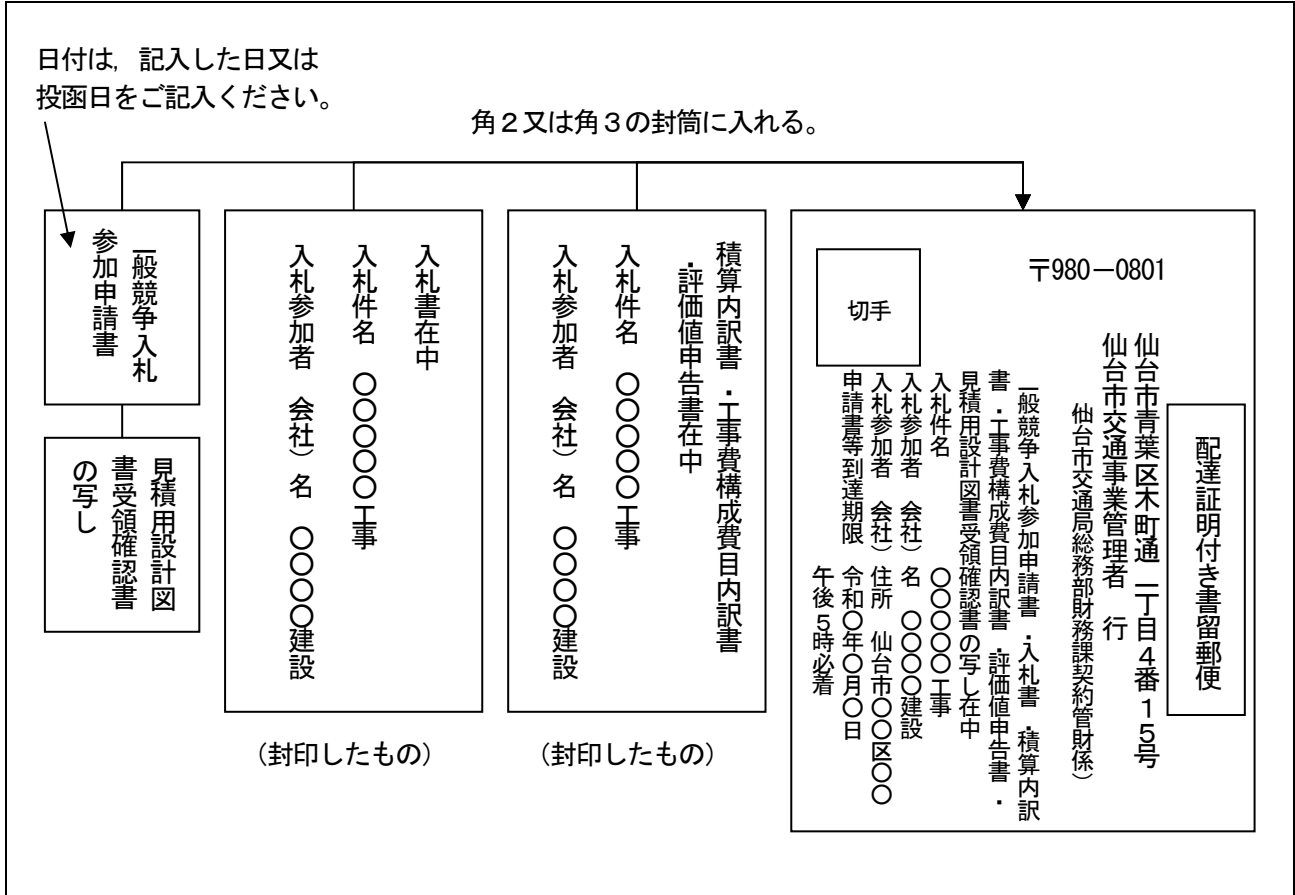 日付は，記入した日又は
投函日をご記入ください。
角２又は角３の封筒に入れる。
一般競争入札
参加申請書
見積用設計図
書受領確認書
の写し
入札書在中
入札件名　〇〇〇〇〇工事
入札参加者　会社）名　〇〇〇〇建設
（封印したもの）
積算内訳書・工事費構成費目内訳書
・評価値申告書在中
入札件名　〇〇〇〇〇工事
入札参加者　会社）名　〇〇〇〇建設
（封印したもの）
配達証明付き書留郵便
〒980－0801
仙台市青葉区木町通一丁目４番１５号
仙台市交通事業管理者　行
仙台市交通局総務部財務課契約管財係）
切手
一般競争入札参加申請書・入札書・積算内訳
書・工事費構成費目内訳書・評価値申告書・
見積用設計図書受領確認書の写し在中
入札件名　〇〇〇〇〇工事
入札参加者　会社）名　〇〇〇〇建設
入札参加者　会社）住所　仙台市〇〇区〇〇
申請書等到達期限　令和〇年〇月〇日
午後５時必着